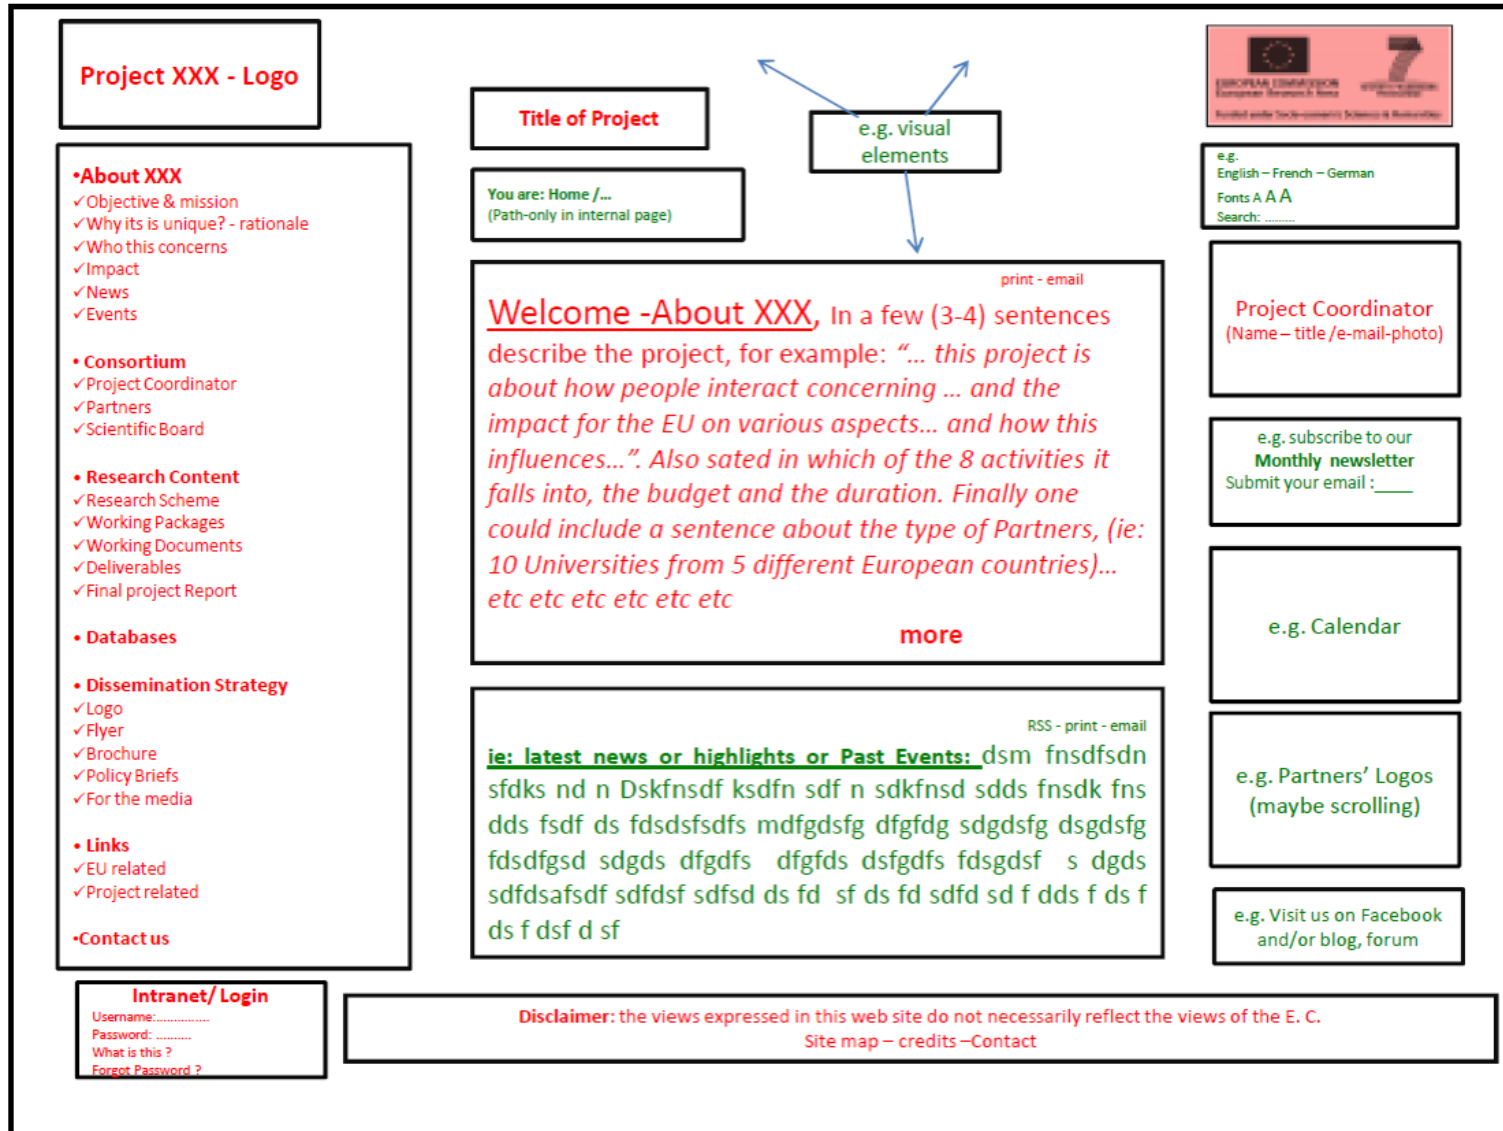 Project XXX - Logo
Title of Project
e.g. visual
elements
EUROPEAN COMMISSION
European Research Area
7
Funded under Socio-economic Sciences & Humanities
You are: Home /...
(Path-only in internal page)
e.g.
English – French – German
Fonts A A A
Search: .........
•About XXX
✓Objective & mission
✓Why its is unique? - rationale
✓Who this concerns
✓Impact
✓News
✓Events
• Consortium
✓Project Coordinator
✓Partners
✓Scientific Board
• Research Content
✓Research Scheme
✓Working Packages
✓Working Documents
✓Deliverables
✓Final project Report
• Databases
• Dissemination Strategy
✓Logo
✓Flyer
✓Brochure
✓Policy Briefs
✓For the media
• Links
✓EU related
✓Project related
•Contact us
print - email
Welcome -About XXX, In a few (3-4) sentences
describe the project, for example: “... this project is
about how people interact concerning ... and the
impact for the EU on various aspects... and how this
influences...”. Also sated in which of the 8 activities it
falls into, the budget and the duration. Finally one
could include a sentence about the type of Partners, (ie:
10 Universities from 5 different European countries)...
etc etc etc etc etc etc
more
RSS - print - email
ie: latest news or highlights or Past Events: dsm fnsdfsdn
sfdks nd n Dskfnsdf ksdfn sdf n sdkfnsd sdds fnsdk fns
dds fsdf ds fdsdsfsdfs mdfgdsfg dfgfdg sdgdsfg dsgdsfg
fdsdfgsd sdgds dfgdfs dfgfds dsfgdfs fdsgdsf s dgds
sdfdsafsdf sdfdsf sdfsd ds fd sf ds fd sdfd sd f dds f ds f
ds f dsf d sf
Project Coordinator
(Name – title /e-mail-photo)
e.g. subscribe to our
Monthly newsletter
Submit your email :____
e.g. Calendar
e.g. Partners’ Logos
(maybe scrolling)
e.g. Visit us on Facebook
and/or blog, forum
Intranet/ Login
Username:...............
Password: ..........
What is this ?
Forgot Password ?
Disclaimer: the views expressed in this web site do not necessarily reflect the views of the E. C.
Site map – credits –Contact